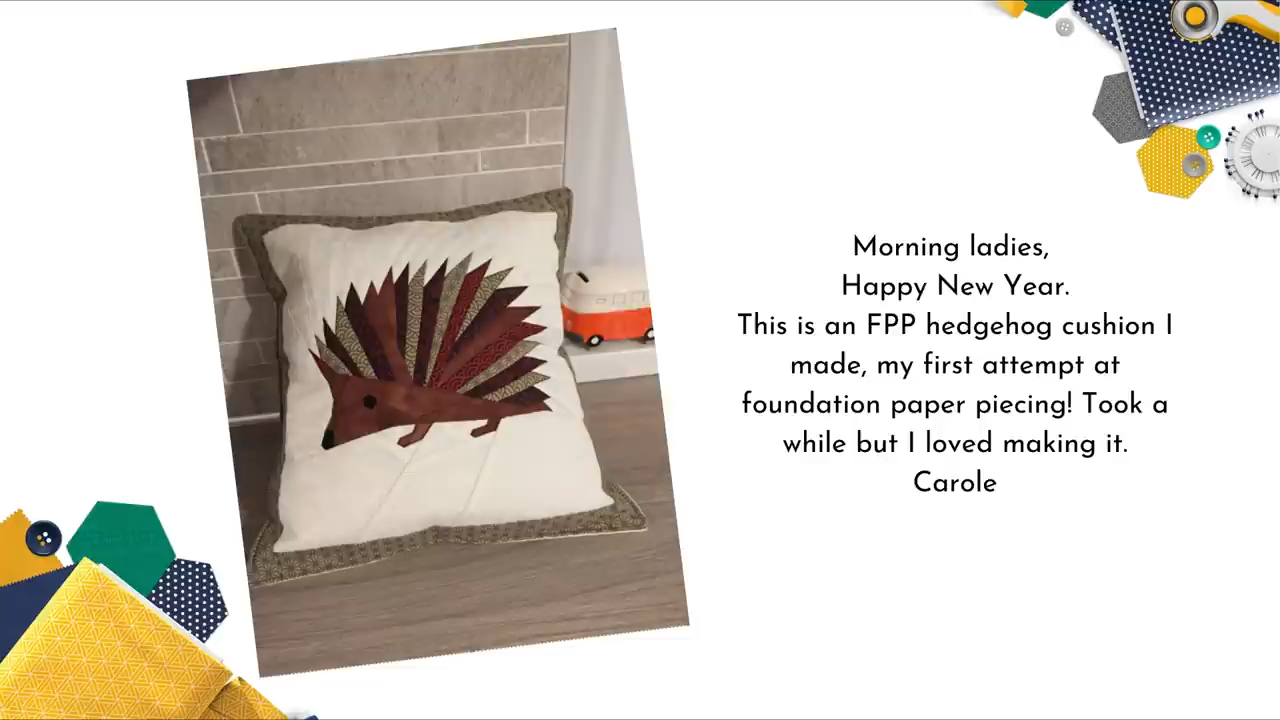 Morning ladies,
Happy New Year.
This is an FPP hedgehog cushion I
made, my first attempt at
foundation paper piecing! Took a
while but I loved making it.
Carole